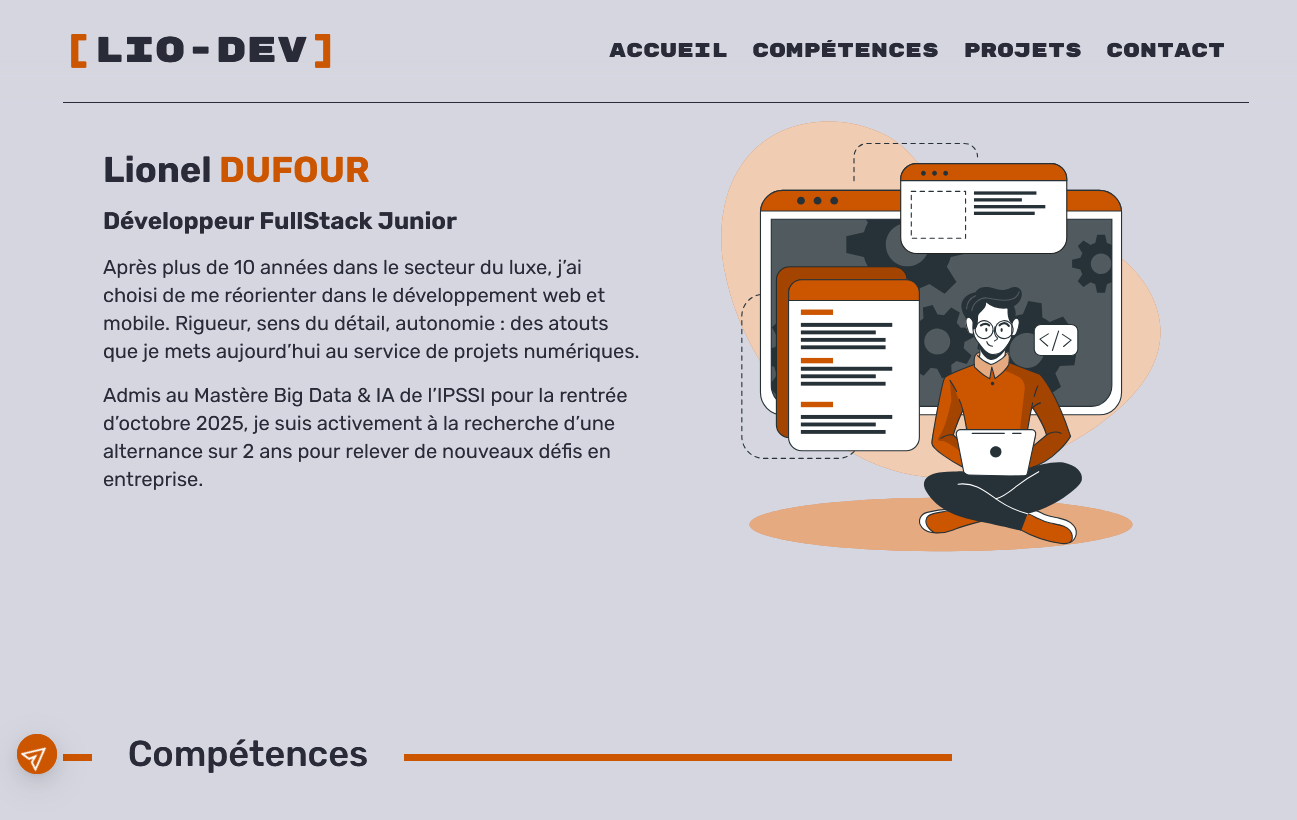 [LIO-DEV]
ACCUEIL COMPÉTENCES PROJETS CONTACT
Lionel DUFOUR
Développeur FullStack Junior
Après plus de 10 années dans le secteur du luxe, j’ai
choisi de me réorienter dans le développement web et
mobile. Rigueur, sens du détail, autonomie : des atouts
que je mets aujourd’hui au service de projets numériques.
Admis au Mastère Big Data & IA de l’IPSSI pour la rentrée
d’octobre 2025, je suis activement à la recherche d’une
alternance sur 2 ans pour relever de nouveaux défis en
entreprise.
</>
Compétences